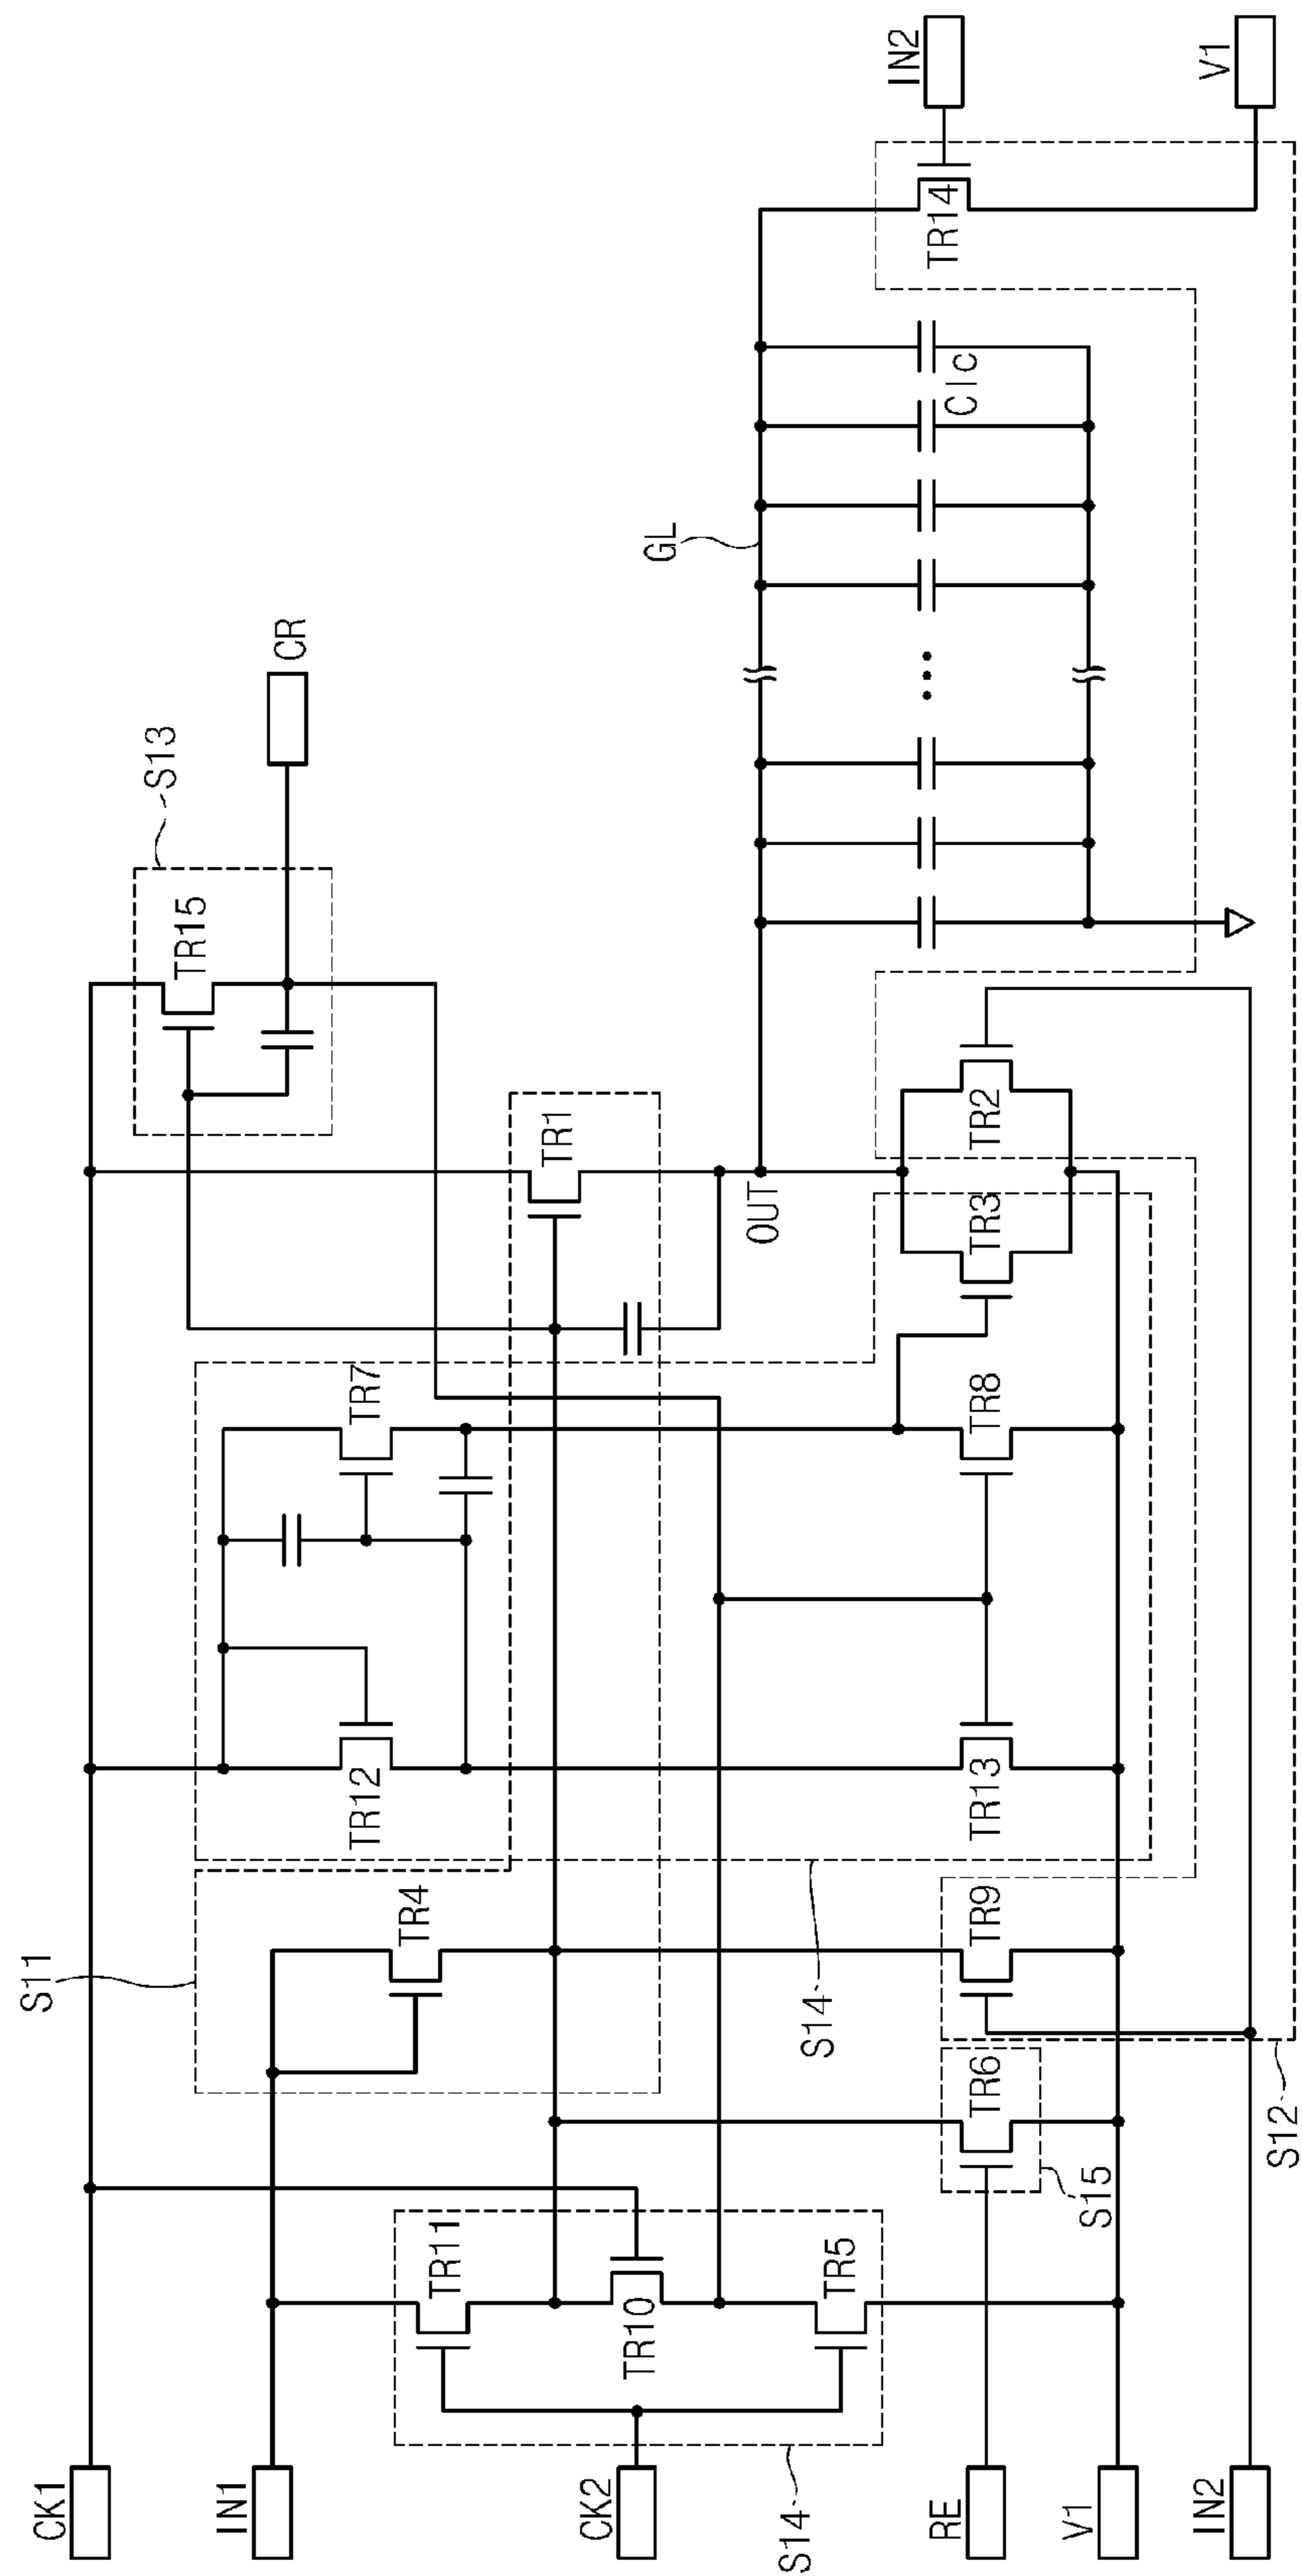 CK1
IN1
CK2
RE
V1
IN2
S14
TR11
TR10
TR5
S15
TR6
S12
S11
TR4
TR9
S14
TR12
TR13
TR7
TR8
TR3
TR2
TR1
OUT
TR15
S13
CR
GL
Clc
...
TR14
IN2
V1